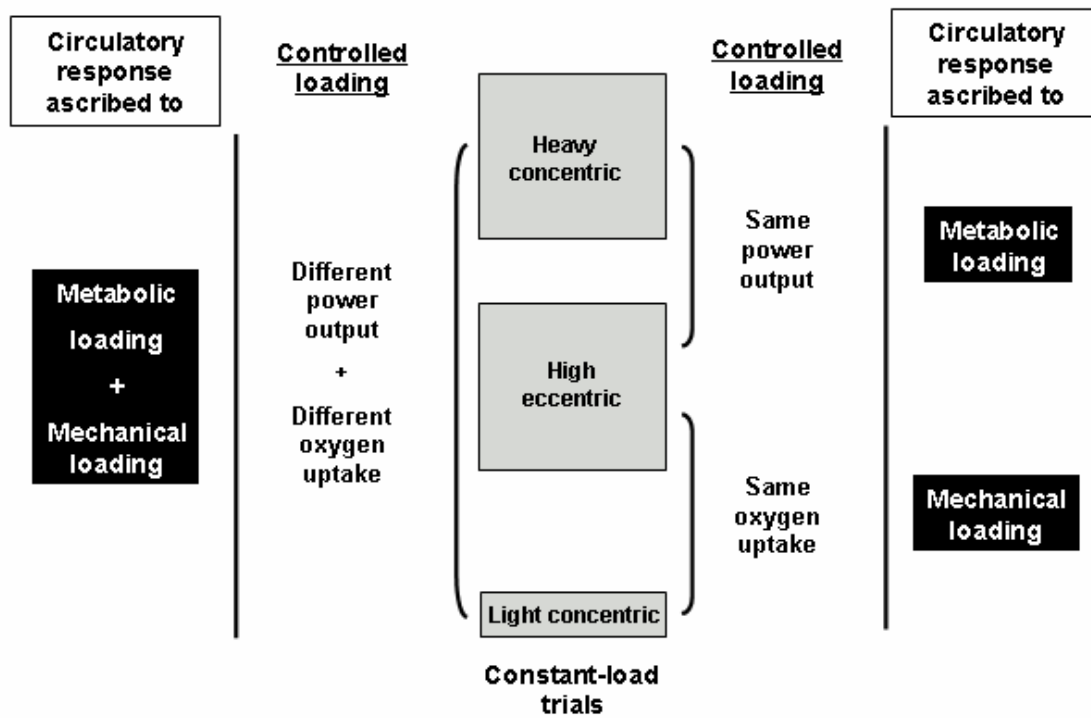 Circulatory
response
ascribed to
Metabolic
loading
+
Mechanical
loading
Controlled
loading
Different
power
output
+
Different
oxygen
uptake
Heavy
concentric
High
eccentric
Light concentric
Constant-load
trials
Controlled
loading
Same
power
output
Same
oxygen
uptake
Circulatory
response
ascribed to
Metabolic
loading
Mechanical
loading